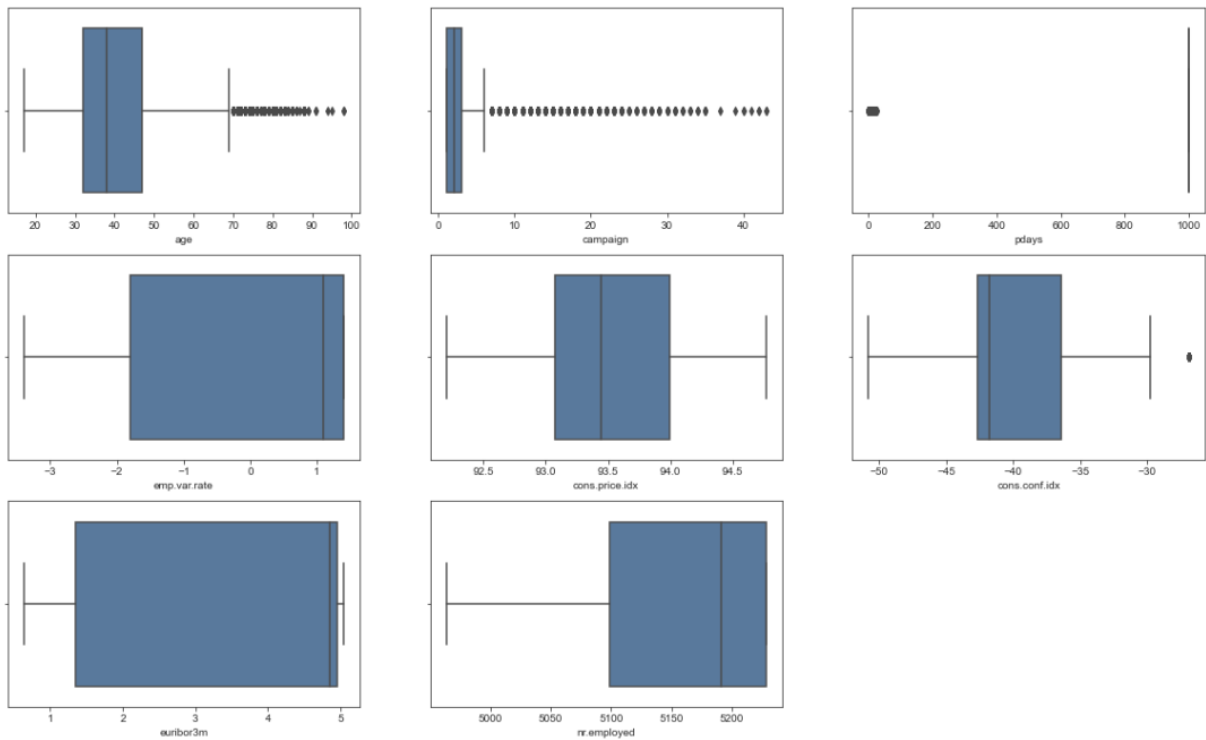 20 30 40 50 60 70 80 90 100
age
0 10 20 30 40
campaign
0 200 400 600 800 1000
pdays
−3 −2 −1 0 1
emp.var.rate
92.5 93.0 93.5 94.0 94.5
cons.price.idx
−50 −45 −40 −35 −30
cons.conf.idx
1 2 3 4 5
euribor3m
5000 5050 5100 5150 5200
nr.employed